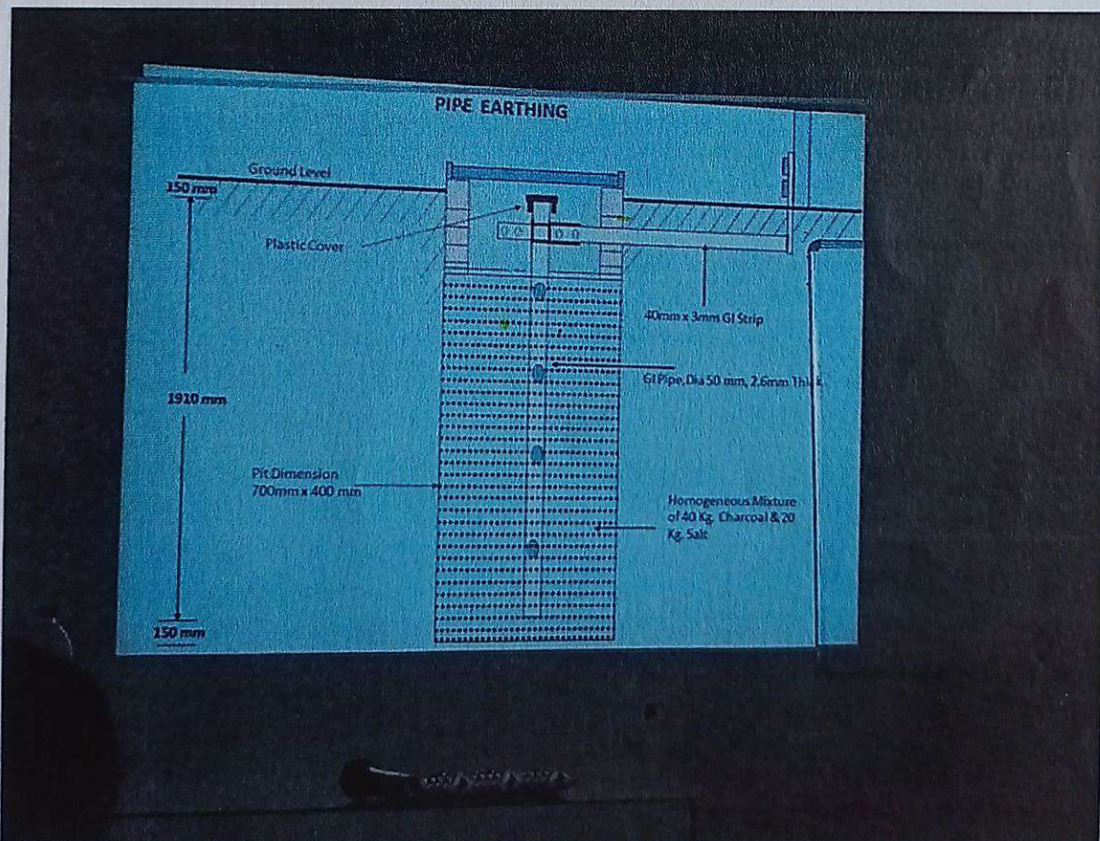 PIPE EARTHING
Ground Level
150 mm
Plastic Cover
40mm x 3mm GI Strip
GI Pipe, Dia 50 mm, 2.6mm Thick
1910 mm
Pit Dimension
700mm x 400 mm
Homogeneous Mixture
of 40 Kg. Charcoal & 20
Kg. Salt
150 mm